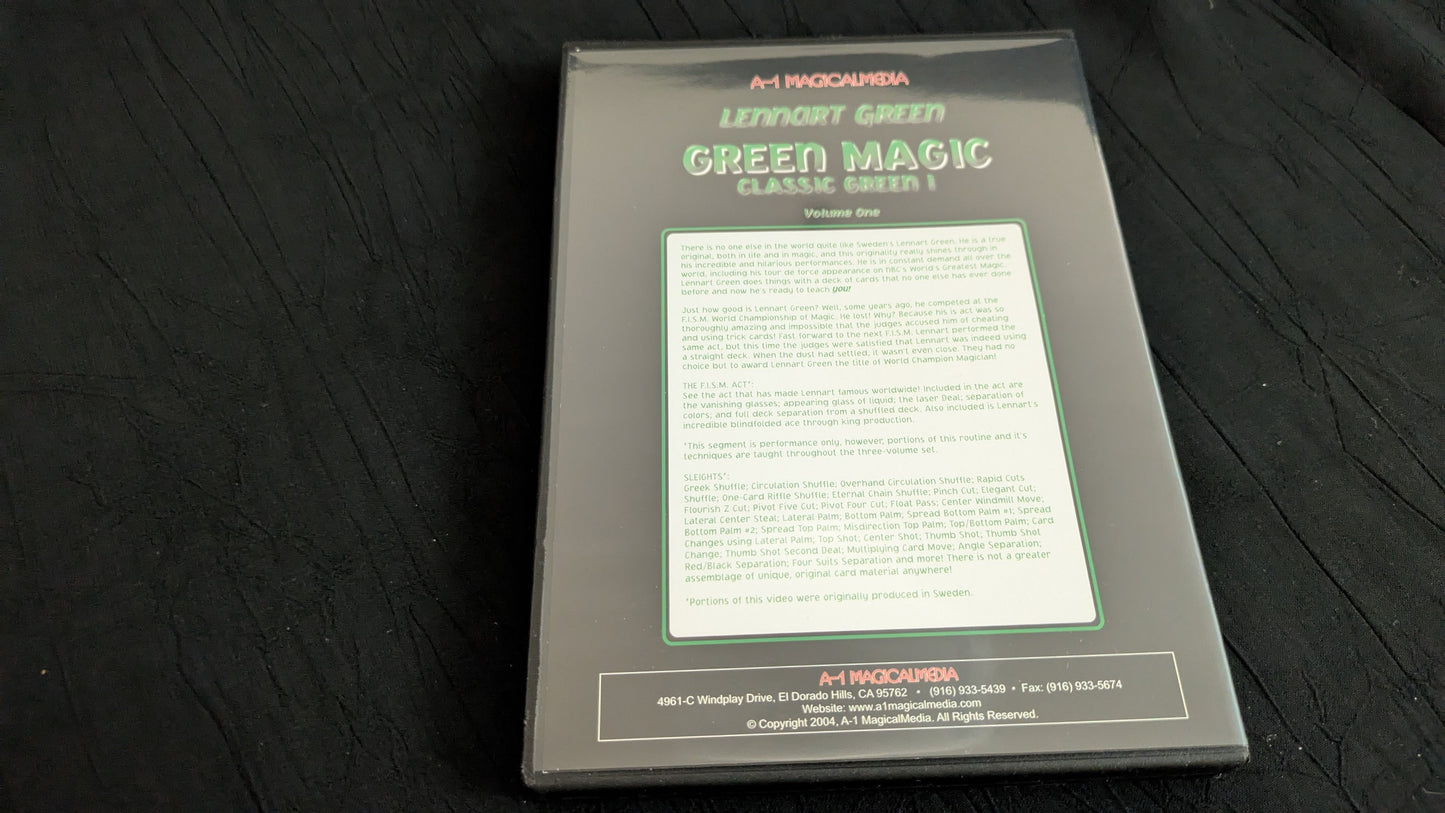 A-1 MAGICALMEDIA
LENNART GREEN
GREEN MAGIC
CLASSIC GREEN 1
Volume One
There is no one else in the world quite like Sweden's Lennart Green. He is a true
original, both in life and in magic, and this originality really shines through in
his incredible and hilarious performances. He is in constant demand all over the
world, including his tour de force appearance on NBC's World's Greatest Magic.
Lennart Green does things with a deck of cards that no one else has ever done
before and now he's ready to teach you!
Just how good is Lennart Green? Well, some years ago, he competed at the
F.I.S.M. World Championship of Magic. He lost! Why? Because his is act was so
thoroughly amazing and impossible that the judges accused him of cheating
and using trick cards! Fast forward to the next F.I.S.M. Lennart performed the
same act, but this time the judges were satisfied that Lennart was indeed using
a straight deck. When the dust had settled, it wasn't even close. They had no
choice but to award Lennart Green the title of World Champion Magician!
THE F.I.S.M. ACT*:
See the act that has made Lennart famous worldwide! Included in the act are
the vanishing glasses; appearing glass of liquid; the laser Deal; separation of
colors; and full deck separation from a shuffled deck. Also included is Lennart's
incredible blindfolded ace through king production.
*This segment is performance only, however, portions of this routine and it's
techniques are taught throughout the three-volume set.
SLEIGHTS*:
Greek Shuffle; Circulation Shuffle; Overhand Circulation Shuffle; Rapid Cuts
Shuffle; One-Card Riffle Shuffle; Eternal Chain Shuffle; Pinch Cut; Elegant Cut;
Flourish Z Cut; Pivot Five Cut; Pivot Four Cut; Float Pass; Center Windmill Move;
Lateral Center Steal; Lateral Palm; Bottom Palm; Spread Bottom Palm #1; Spread
Bottom Palm #2; Spread Top Palm; Misdirection Top Palm; Top/Bottom Palm; Card
Changes using Lateral Palm; Top Shot; Center Shot; Thumb Shot; Thumb Shot
Change; Thumb Shot Second Deal; Multiplying Card Move; Angle Separation;
Red/Black Separation; Four Suits Separation and more! There is not a greater
assemblage of unique, original card material anywhere!
*Portions of this video were originally produced in Sweden.
A-1 MAGICALMEDIA
4961-C Windplay Drive, El Dorado Hills, CA 95762 • (916) 933-5439 • Fax: (916) 933-5674
Website: www.a1magicalmedia.com
© Copyright 2004, A-1 MagicalMedia. All Rights Reserved.